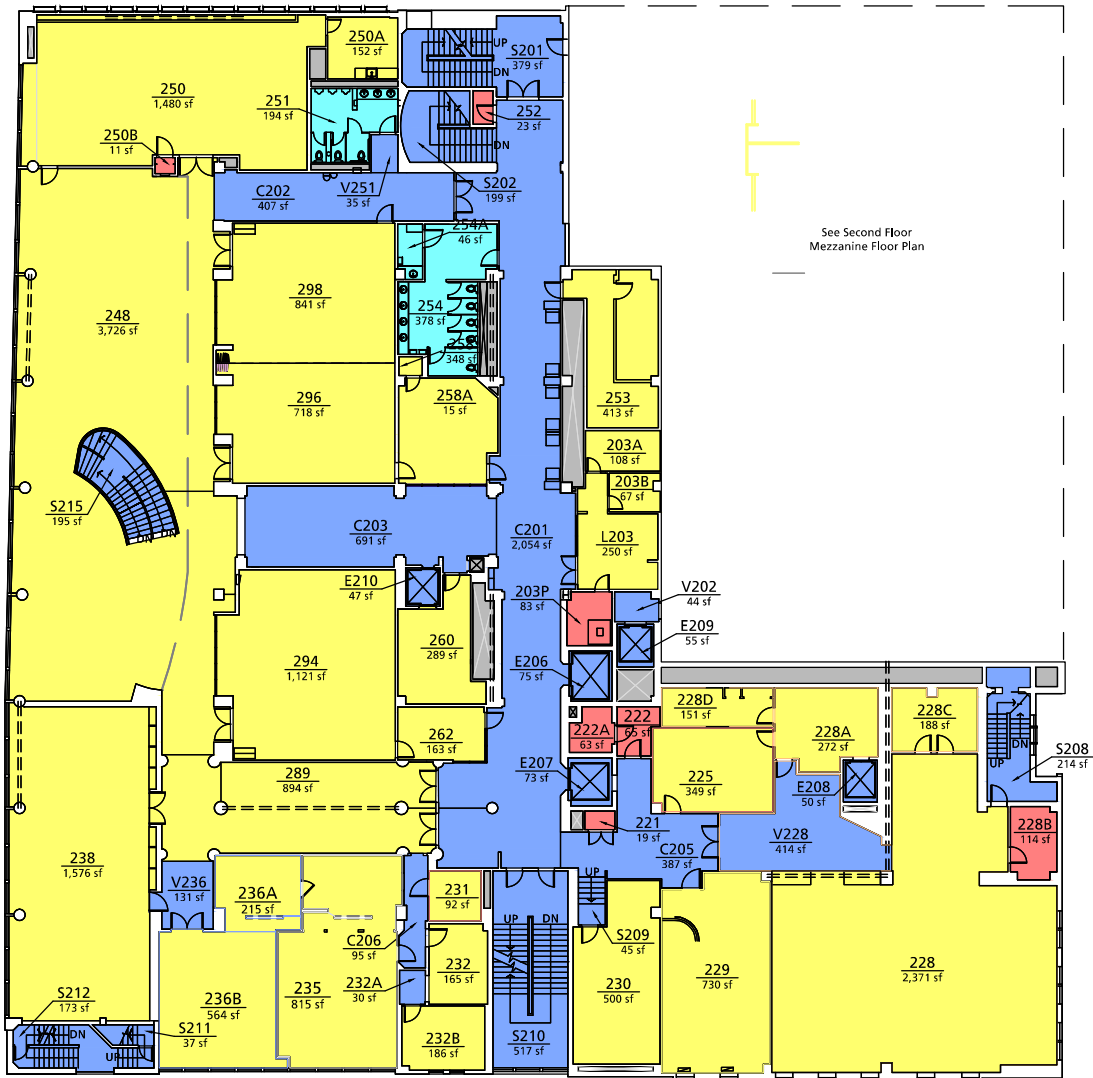 250A
152 sf
UP
S201
379 sf
DN
250
1,480 sf
251
194 sf
252
23 sf
250B
11 sf
DN
S202
199 sf
C202
407 sf
V251
35 sf
254A
46 sf
See Second Floor
Mezzanine Floor Plan
298
841 sf
254
378 sf
248
3,726 sf
348 sf
296
718 sf
258A
15 sf
253
413 sf
203A
108 sf
203B
67 sf
S215
195 sf
DN
C203
691 sf
C201
2,054 sf
L203
250 sf
E210
47 sf
203P
83 sf
V202
44 sf
E209
55 sf
260
289 sf
294
1,121 sf
E206
75 sf
228D
151 sf
222
65 sf
228C
188 sf
262
163 sf
222A
63 sf
228A
272 sf
DN
UP
S208
214 sf
289
894 sf
E207
73 sf
225
349 sf
E208
50 sf
221
19 sf
228B
114 sf
238
1,576 sf
C205
387 sf
V228
414 sf
V236
131 sf
236A
215 sf
231
92 sf
UP
UP
DN
C206
95 sf
S209
45 sf
232
165 sf
228
2,371 sf
229
730 sf
230
500 sf
232A
30 sf
235
815 sf
236B
564 sf
S212
173 sf
DN
UP
S211
37 sf
232B
186 sf
S210
517 sf